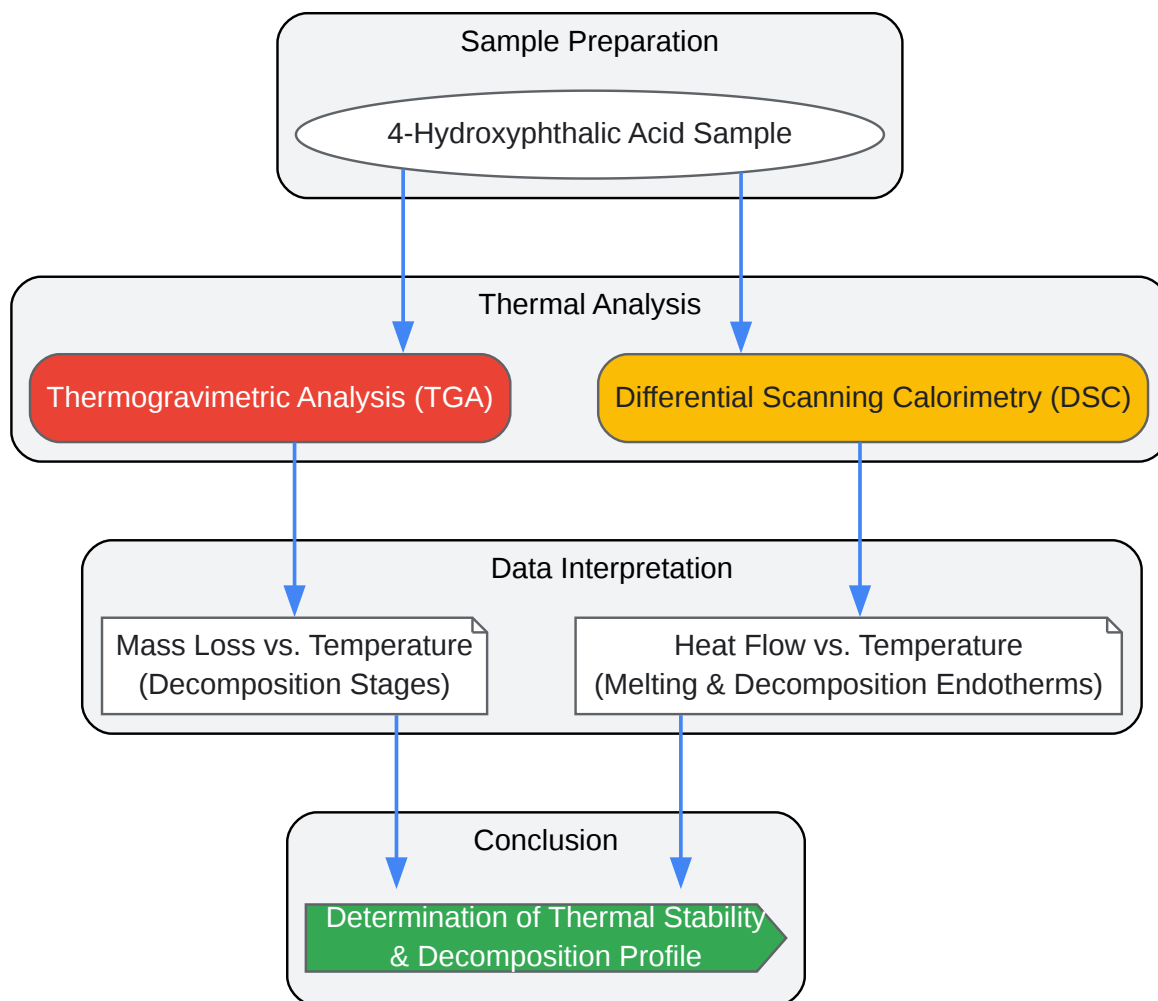 Sample Preparation
4-Hydroxyphthalic Acid Sample
Thermal Analysis
Thermogravimetric Analysis (TGA)
Differential Scanning Calorimetry (DSC)
Data Interpretation
Mass Loss vs. Temperature
(Decomposition Stages)
Heat Flow vs. Temperature
(Melting & Decomposition Endotherms)
Conclusion
Determination of Thermal Stability
& Decomposition Profile